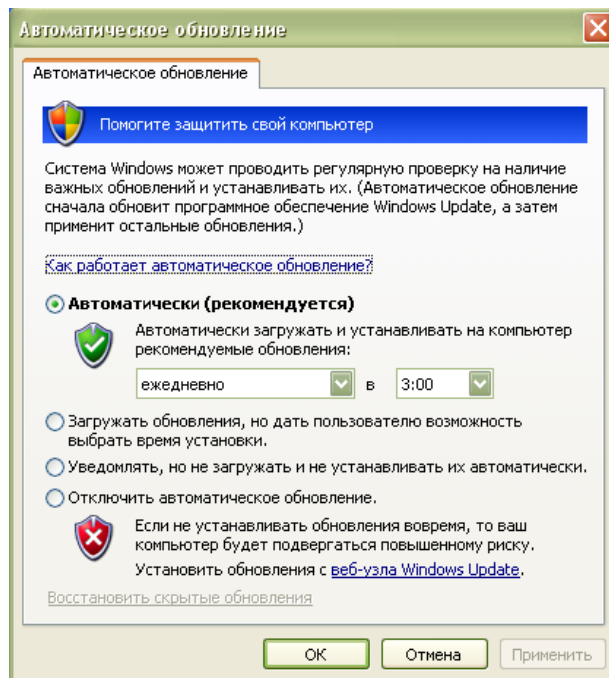 Автоматическое обновление
Автоматическое обновление
Помогите защитить свой компьютер
Система Windows может проводить регулярную проверку на наличие
важных обновлений и устанавливать их. (Автоматическое обновление
сначала обновит программное обеспечение Windows Update, а затем
применит остальные обновления.)
Как работает автоматическое обновление?
Автоматически (рекомендуется)
Автоматически загружать и устанавливать на компьютер
рекомендуемые обновления:
ежедневно в 3:00
Загружать обновления, но дать пользователю возможность
выбрать время установки.
Уведомлять, но не загружать и не устанавливать их автоматически.
Отключить автоматическое обновление.
Если не устанавливать обновления вовремя, то ваш
компьютер будет подвергаться повышенному риску.
Установить обновления с веб-узла Windows Update.
Восстановить скрытые обновления
ОК Отмена Применить